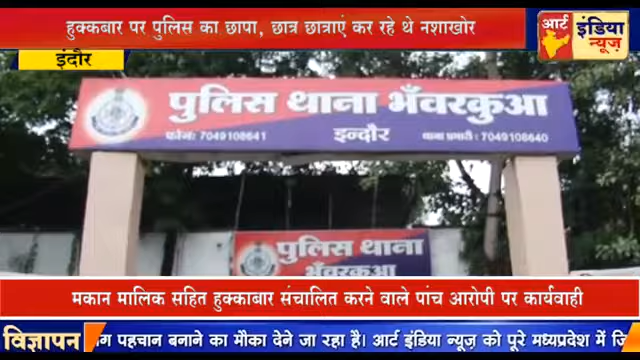 हुक्काबार पर पुलिस का छापा, छात्र छात्राएं कर रहे थे नशाखोर
आर्ट इंडिया न्यूज़
इंदौर
पुलिस थाना भँवरकुआ
फोन: 7049108641 इन्दौर थाना प्रभारी : 7049108640
पुलिस थाना
भँवरकुआ
मकान मालिक सहित हुक्काबार संचालित करने वाले पांच आरोपी पर कार्यवाही
विज्ञापन ग पहचान बनाने का मौका देने जा रहा है। आर्ट इंडिया न्यूज़ को पूरे मध्यप्रदेश में